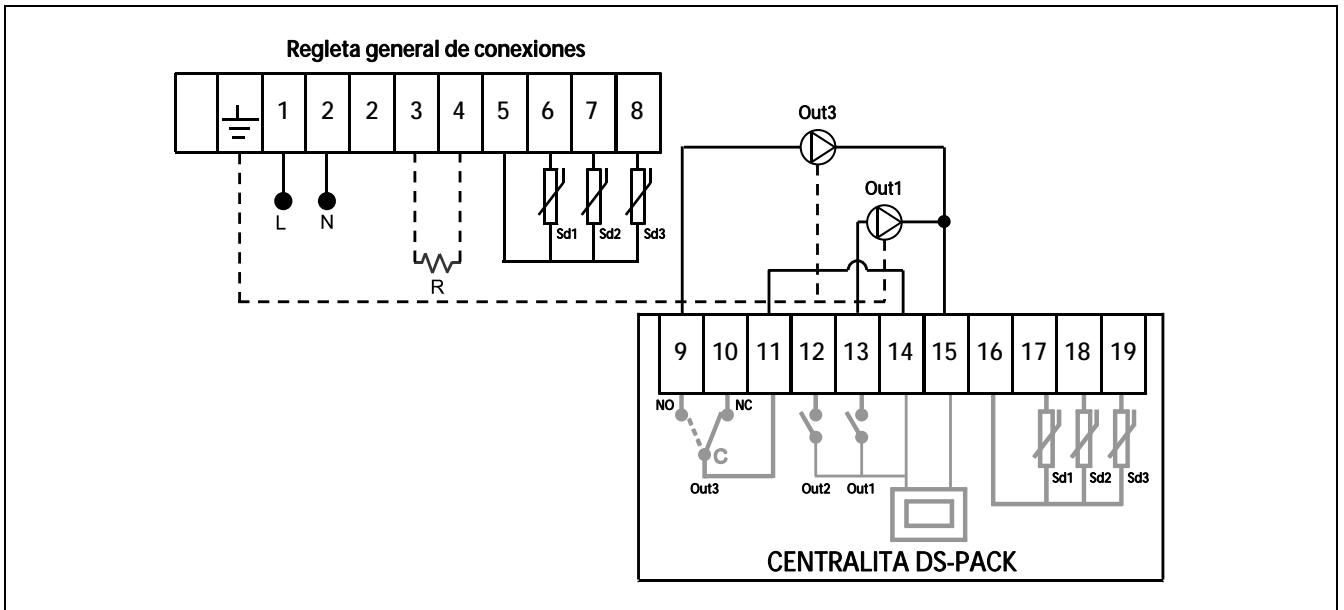 Regleta general de conexiones
1 2 2 3 4 5 6 7 8
L N
R
Sd1 Sd2 Sd3
Out3
Out1
9 10 11 12 13 14 15 16 17 18 19
NO NC
C
Out3 Out2 Out1
Sd1 Sd2 Sd3
CENTRALITA DS-PACK